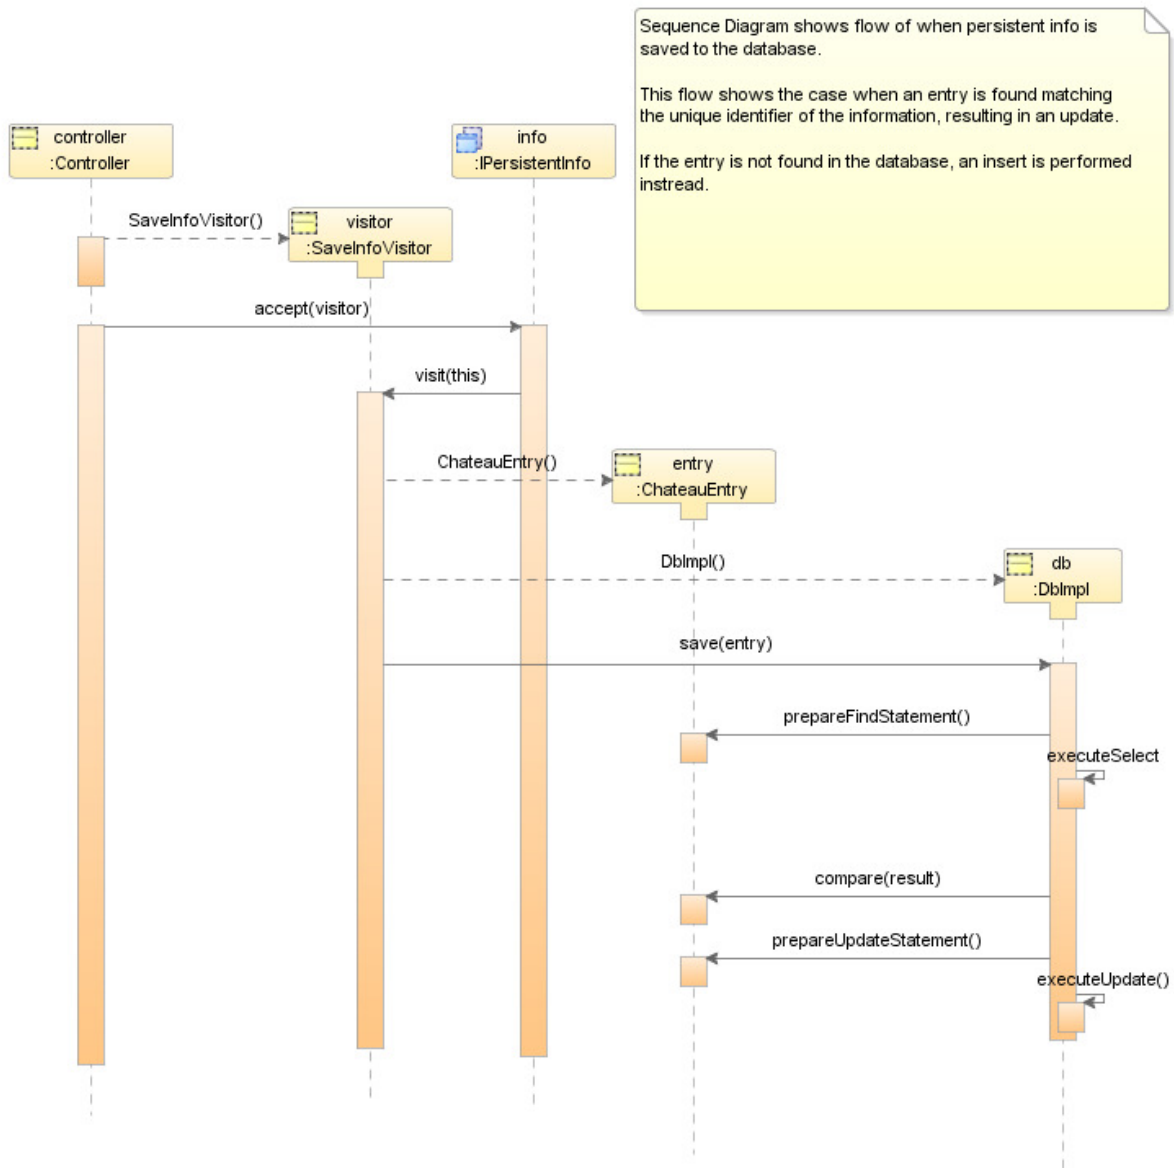 Sequence Diagram shows flow of when persistent info is
saved to the database.
This flow shows the case when an entry is found matching
the unique identifier of the information, resulting in an update.
If the entry is not found in the database, an insert is performed
instread.
controller
:Controller
info
:IPersistentInfo
SaveInfoVisitor()
visitor
:SaveInfoVisitor
accept(visitor)
visit(this)
ChateauEntry()
entry
:ChateauEntry
DbImpl()
db
:DbImpl
save(entry)
prepareFindStatement()
executeSelect
compare(result)
prepareUpdateStatement()
executeUpdate()